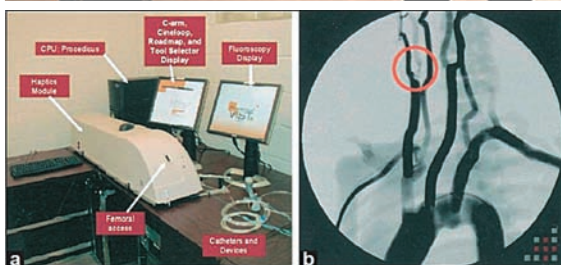 CPU: Procedicus
C-arm,
Cineloop,
Roadmap, and
Tool Selector
Display
Fluoroscopy
Display
Haptics
Module
Femoral
access
Catheters and
Devices
a
b